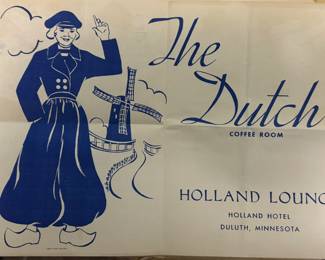 The
Dutch
COFFEE ROOM
HOLLAND LOUNG
HOLLAND HOTEL
DULUTH, MINNESOTA